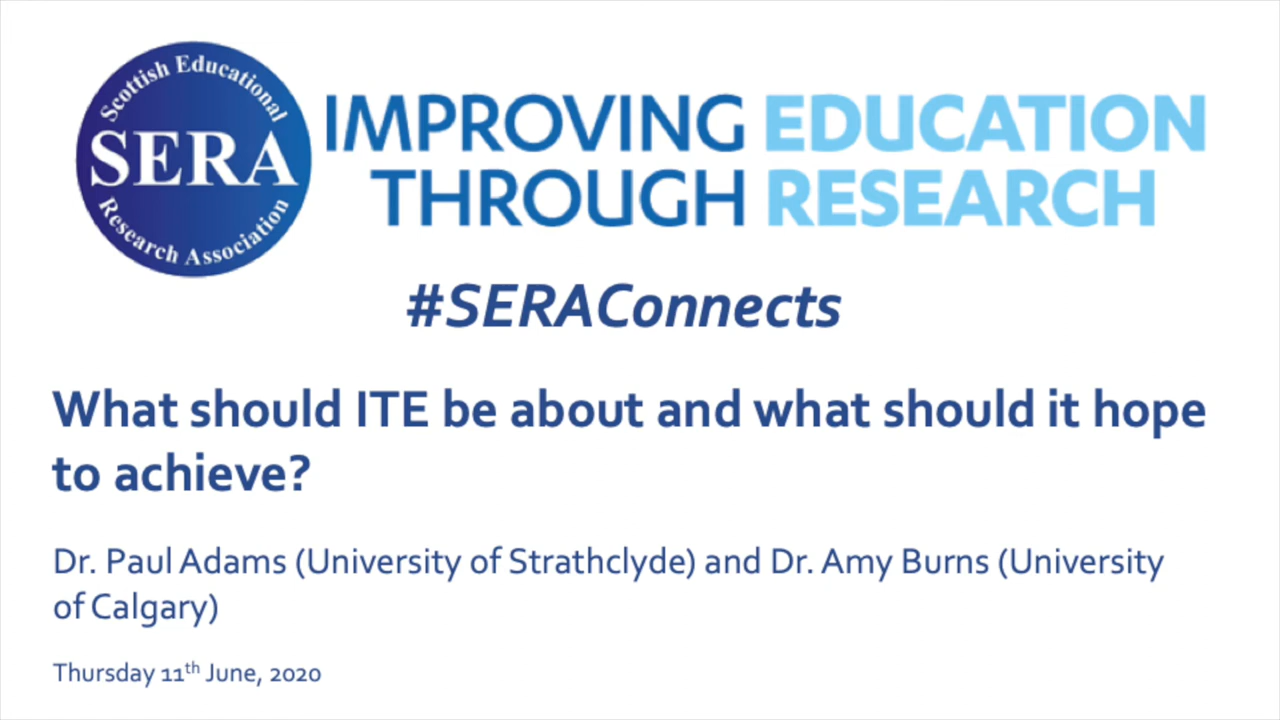 Scottish Educational
SERA
Research Association
IMPROVING EDUCATION
THROUGH RESEARCH
#SERAConnects
What should ITE be about and what should it hope
to achieve?
Dr. Paul Adams (University of Strathclyde) and Dr. Amy Burns (University
of Calgary)
Thursday 11th June, 2020